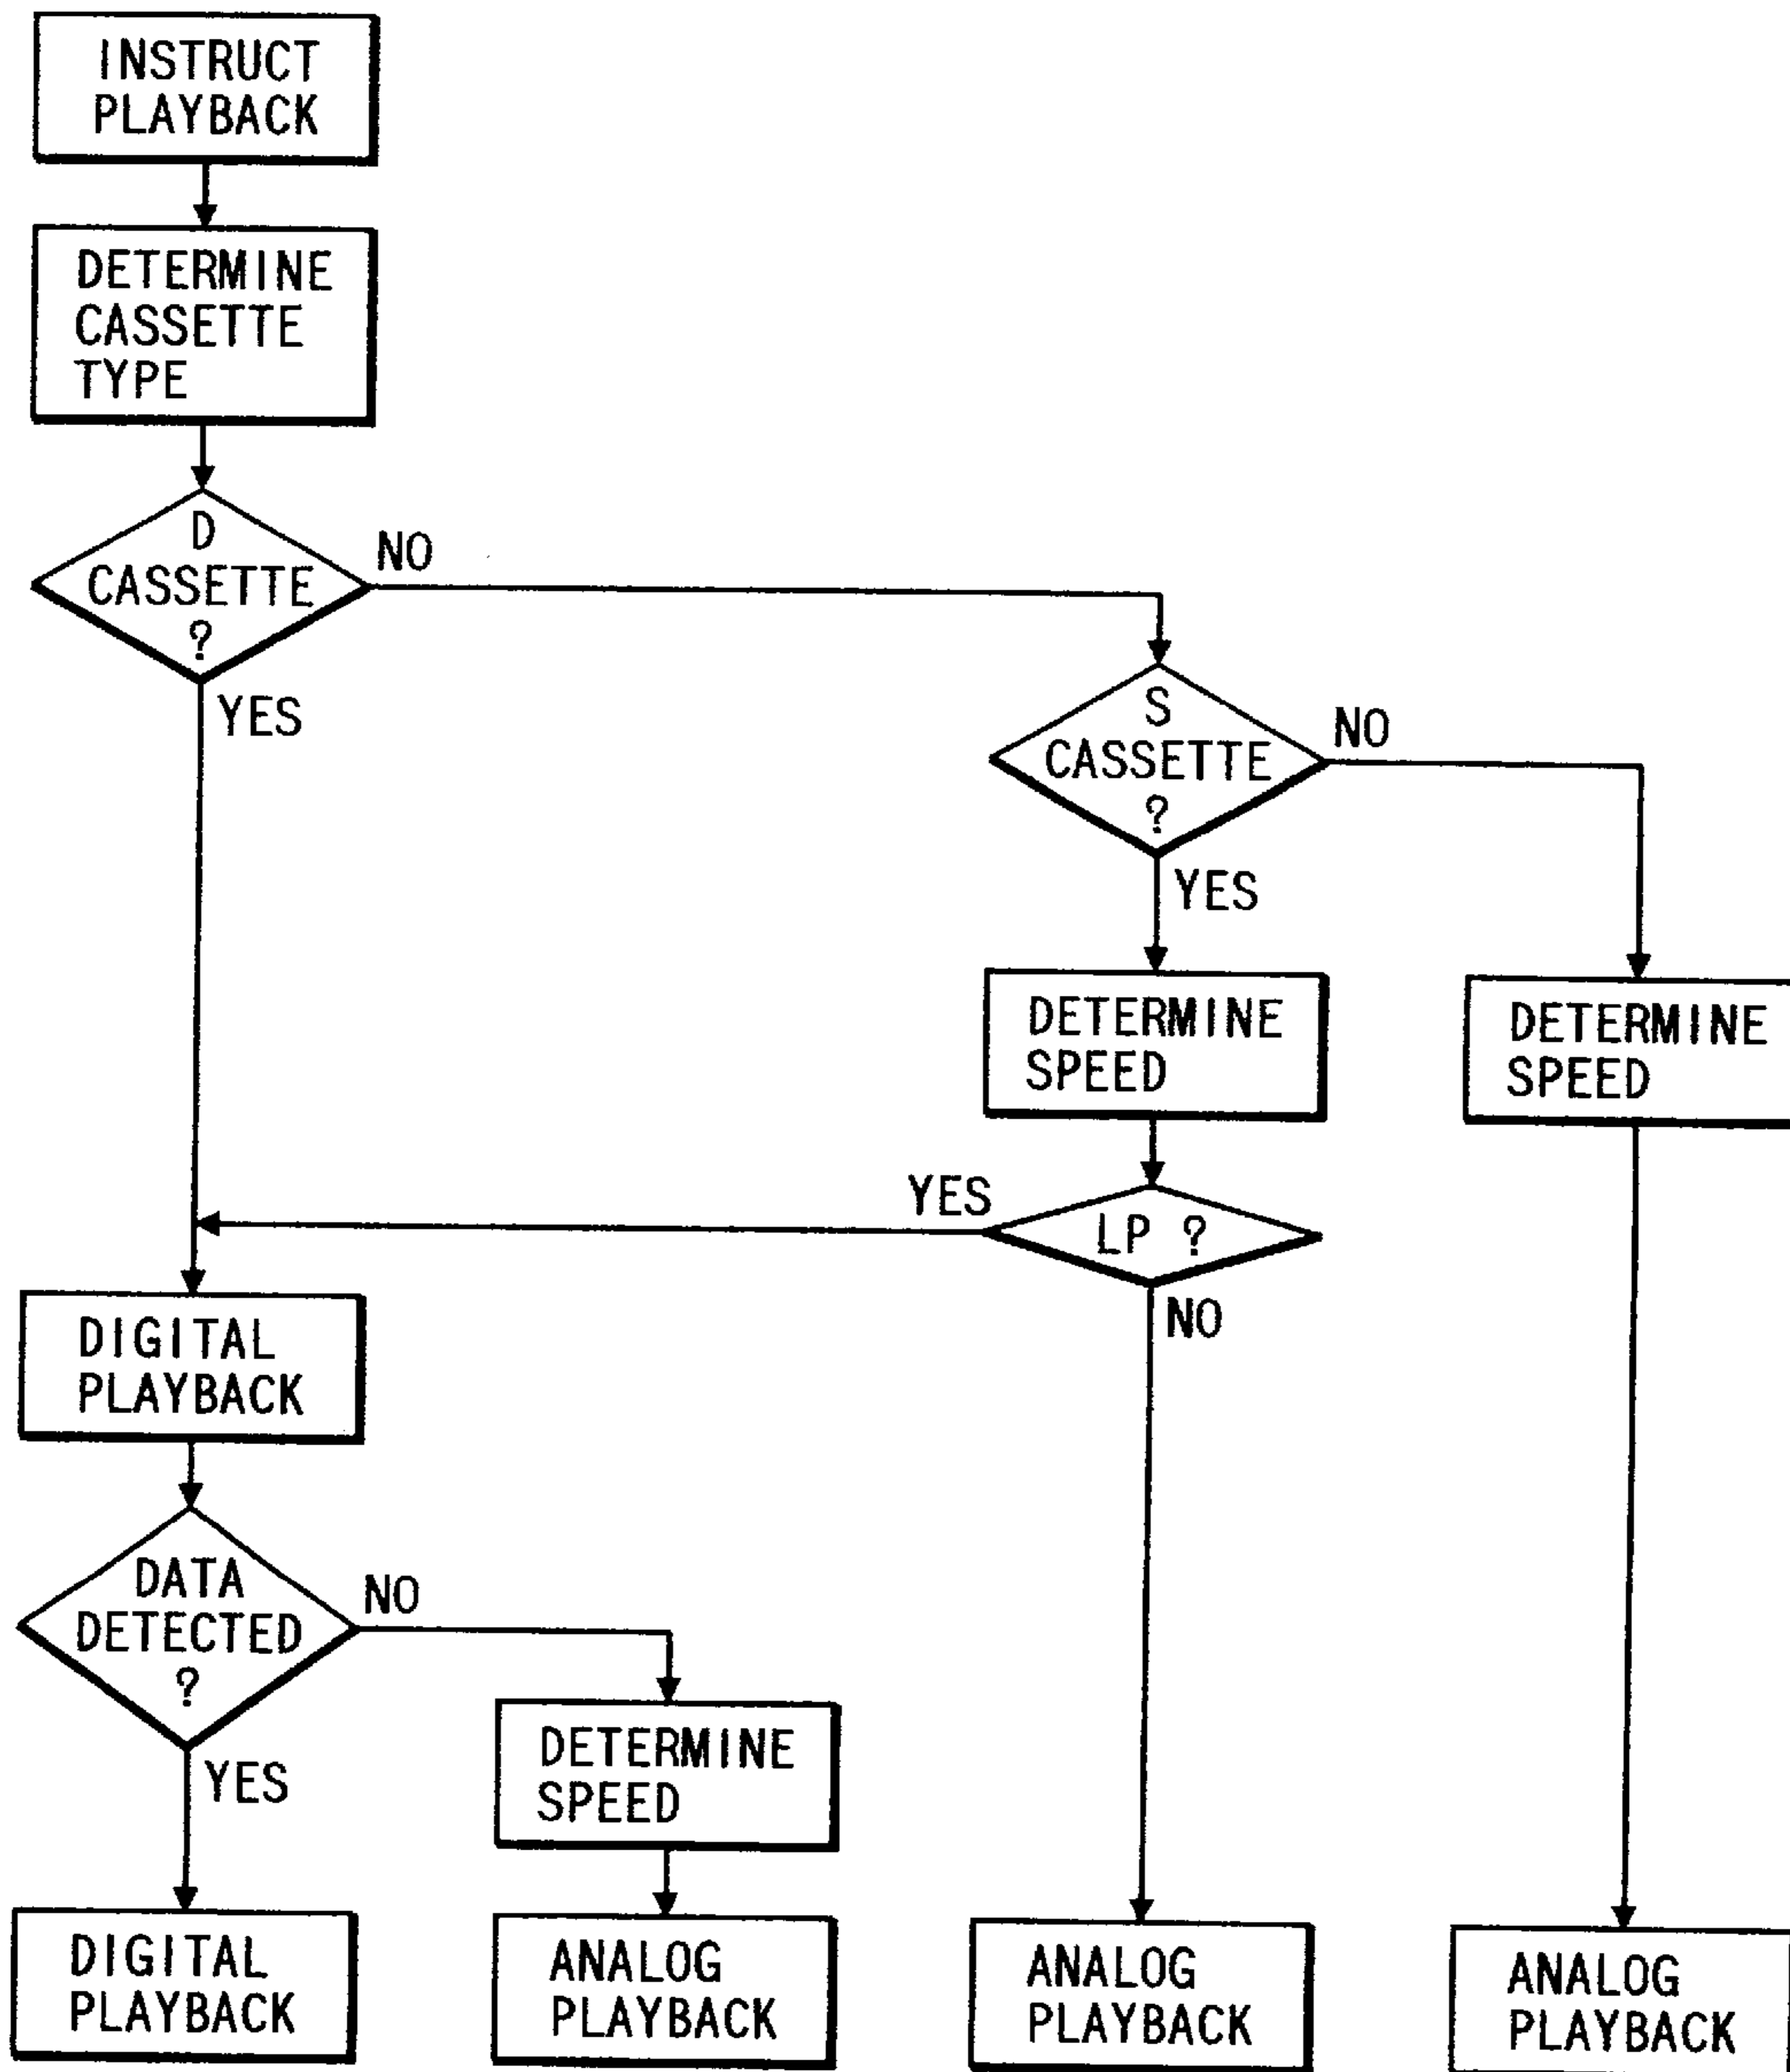 INSTRUCT
PLAYBACK
DETERMINE
CASSETTE
TYPE
D
CASSETTE
?
NO
YES
S
CASSETTE
?
NO
YES
DETERMINE
SPEED
DETERMINE
SPEED
LP ?
YES
NO
DIGITAL
PLAYBACK
DATA
DETECTED
?
NO
YES
DETERMINE
SPEED
DIGITAL
PLAYBACK
ANALOG
PLAYBACK
ANALOG
PLAYBACK
ANALOG
PLAYBACK